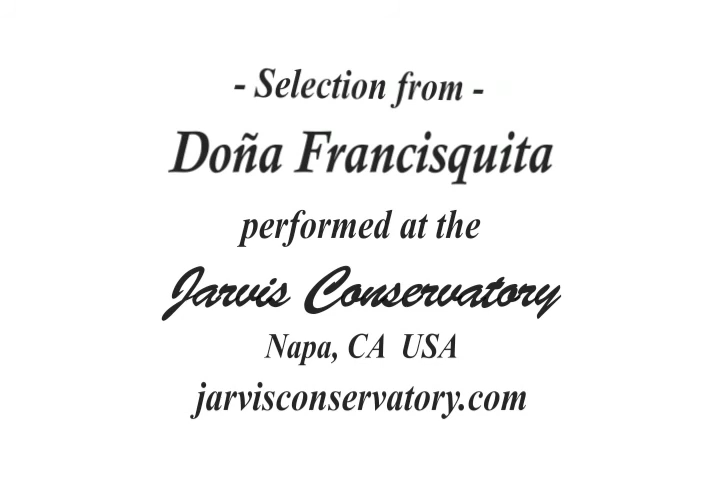 - Selection from -
Doña Francisquita
performed at the
Jarvis Conservatory
Napa, CA USA
jarvisconservatory.com